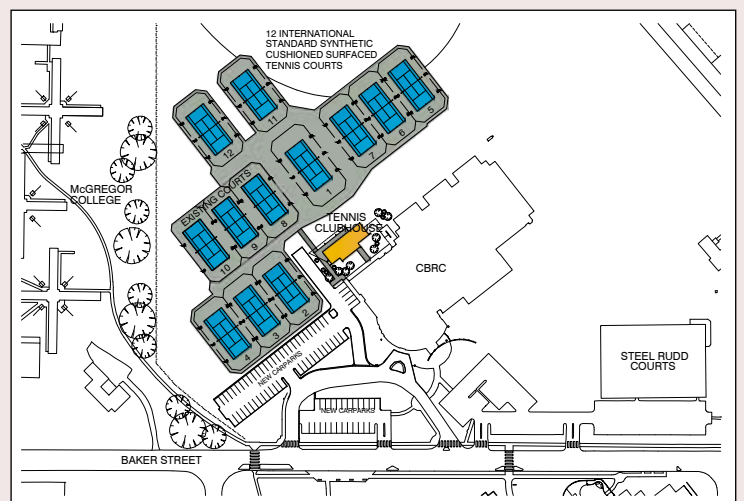 12 INTERNATIONAL
STANDARD SYNTHETIC
CUSHIONED SURFACED
TENNIS COURTS
5
6
7
11
12
1
McGREGOR
COLLEGE
EXISTING COURTS
8
9
10
TENNIS
CLUBHOUSE
CBRC
2
3
4
STEEL RUDD
COURTS
NEW CARPARKS
NEW CARPARKS
BAKER STREET